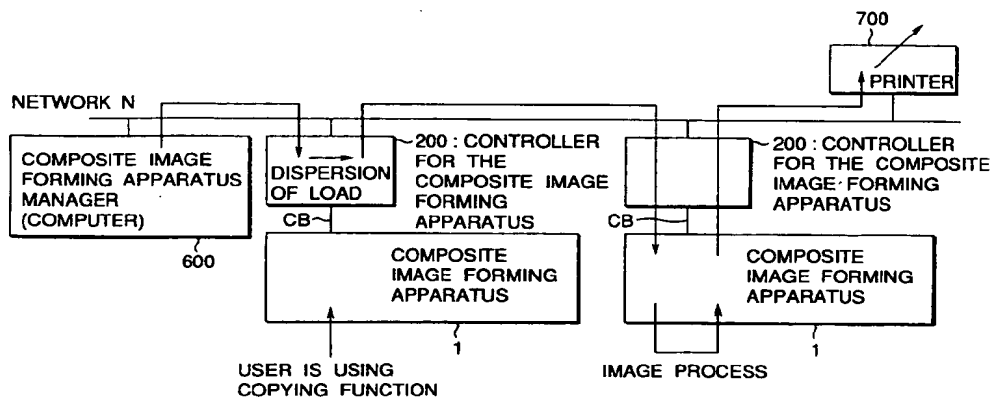 700
PRINTER
NETWORK N
COMPOSITE IMAGE
FORMING APPARATUS
MANAGER
(COMPUTER)
600
DISPERSION
OF LOAD
200 : CONTROLLER
FOR THE
COMPOSITE IMAGE
FORMING
APPARATUS
CB
COMPOSITE
IMAGE FORMING
APPARATUS
1
USER IS USING
COPYING FUNCTION
200 : CONTROLLER
FOR THE COMPOSITE
IMAGE FORMING
APPARATUS
CB
COMPOSITE
IMAGE FORMING
APPARATUS
1
IMAGE PROCESS